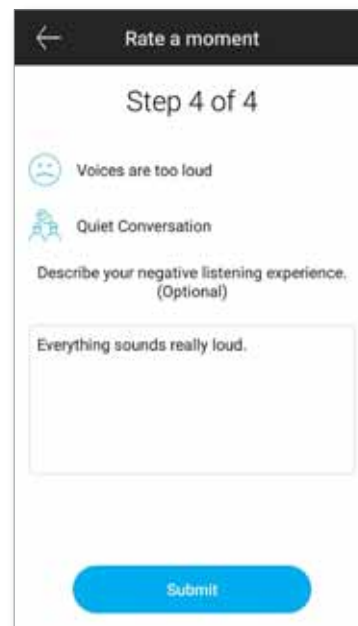 Rate a moment
Step 4 of 4
Voices are too loud
Quiet Conversation
Describe your negative listening experience.
(Optional)
Everything sounds really loud.
Submit